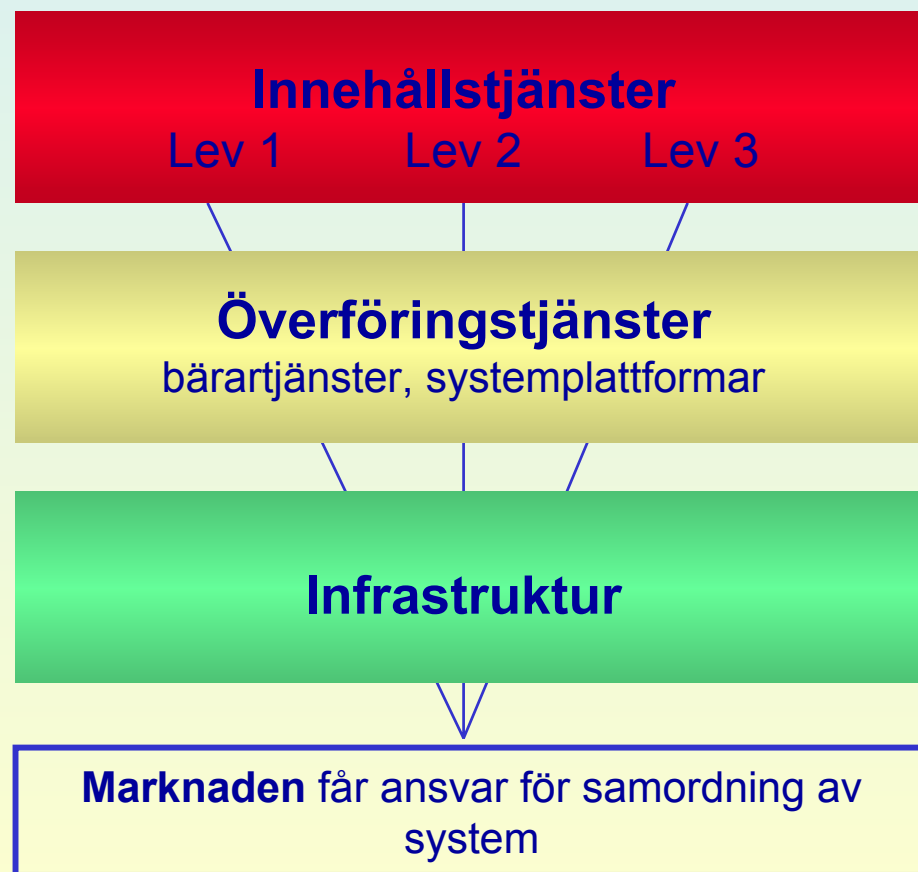 Innehållstjänster
Lev 1 Lev 2 Lev 3
Överföringstjänster
bärartjänster, systemplattformar
Infrastruktur
Marknaden får ansvar för samordning av
system